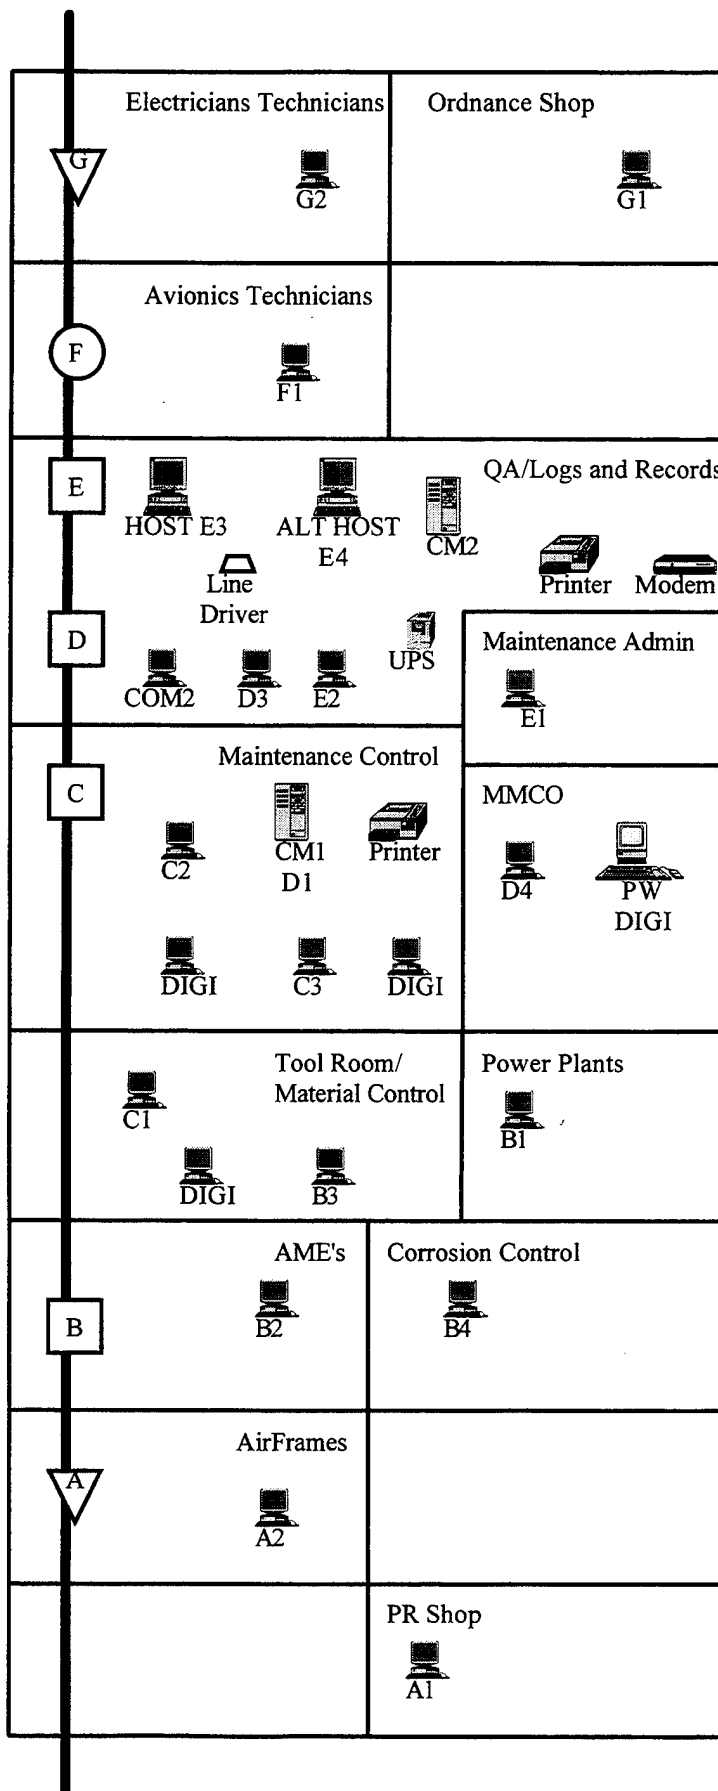 Electricians Technicians
Ordnance Shop
G
G2
G1
Avionics Technicians
F
F1
E
QA/Logs and Records
HOST E3
ALT HOST
E4
CM2
Line
Driver
Printer
Modem
D
UPS
Maintenance Admin
COM2
D3
E2
E1
Maintenance Control
C
MMCO
C2
CM1
D1
Printer
D4
PW
DIGI
DIGI
C3
DIGI
Tool Room/
Material Control
Power Plants
C1
B1
DIGI
B3
AME's
Corrosion Control
B
B2
B4
AirFrames
A
A2
PR Shop
A1